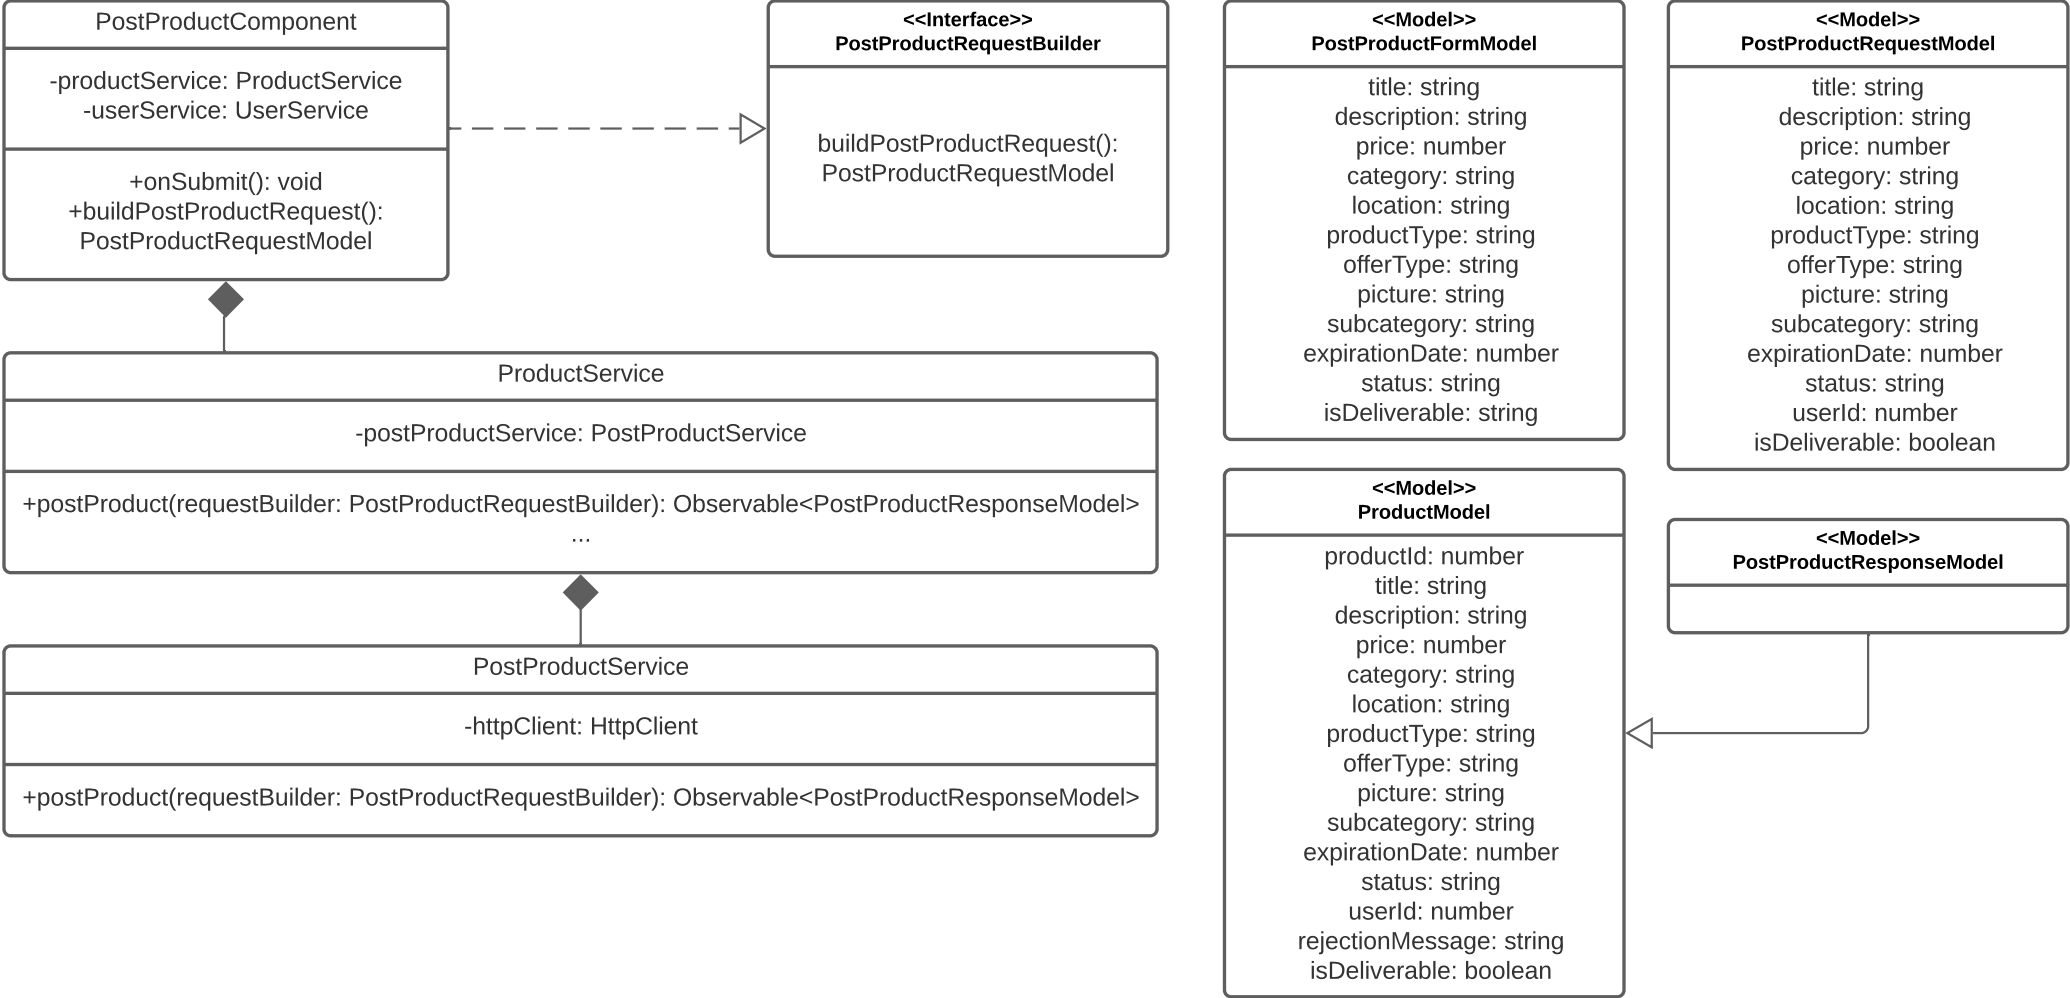 PostProductComponent
-productService: ProductService
-userService: UserService
+onSubmit(): void
+buildPostProductRequest():
PostProductRequestModel
<<Interface>>
PostProductRequestBuilder
buildPostProductRequest():
PostProductRequestModel
<<Model>>
PostProductFormModel
title: string
description: string
price: number
category: string
location: string
productType: string
offerType: string
picture: string
subcategory: string
expirationDate: number
status: string
isDeliverable: string
<<Model>>
PostProductRequestModel
title: string
description: string
price: number
category: string
location: string
productType: string
offerType: string
picture: string
subcategory: string
expirationDate: number
status: string
userId: number
isDeliverable: boolean
ProductService
-postProductService: PostProductService
+postProduct(requestBuilder: PostProductRequestBuilder): Observable<PostProductResponseModel>
...
PostProductService
-httpClient: HttpClient
+postProduct(requestBuilder: PostProductRequestBuilder): Observable<PostProductResponseModel>
<<Model>>
ProductModel
productId: number
title: string
description: string
price: number
category: string
location: string
productType: string
offerType: string
picture: string
subcategory: string
expirationDate: number
status: string
userId: number
rejectionMessage: string
isDeliverable: boolean
<<Model>>
PostProductResponseModel